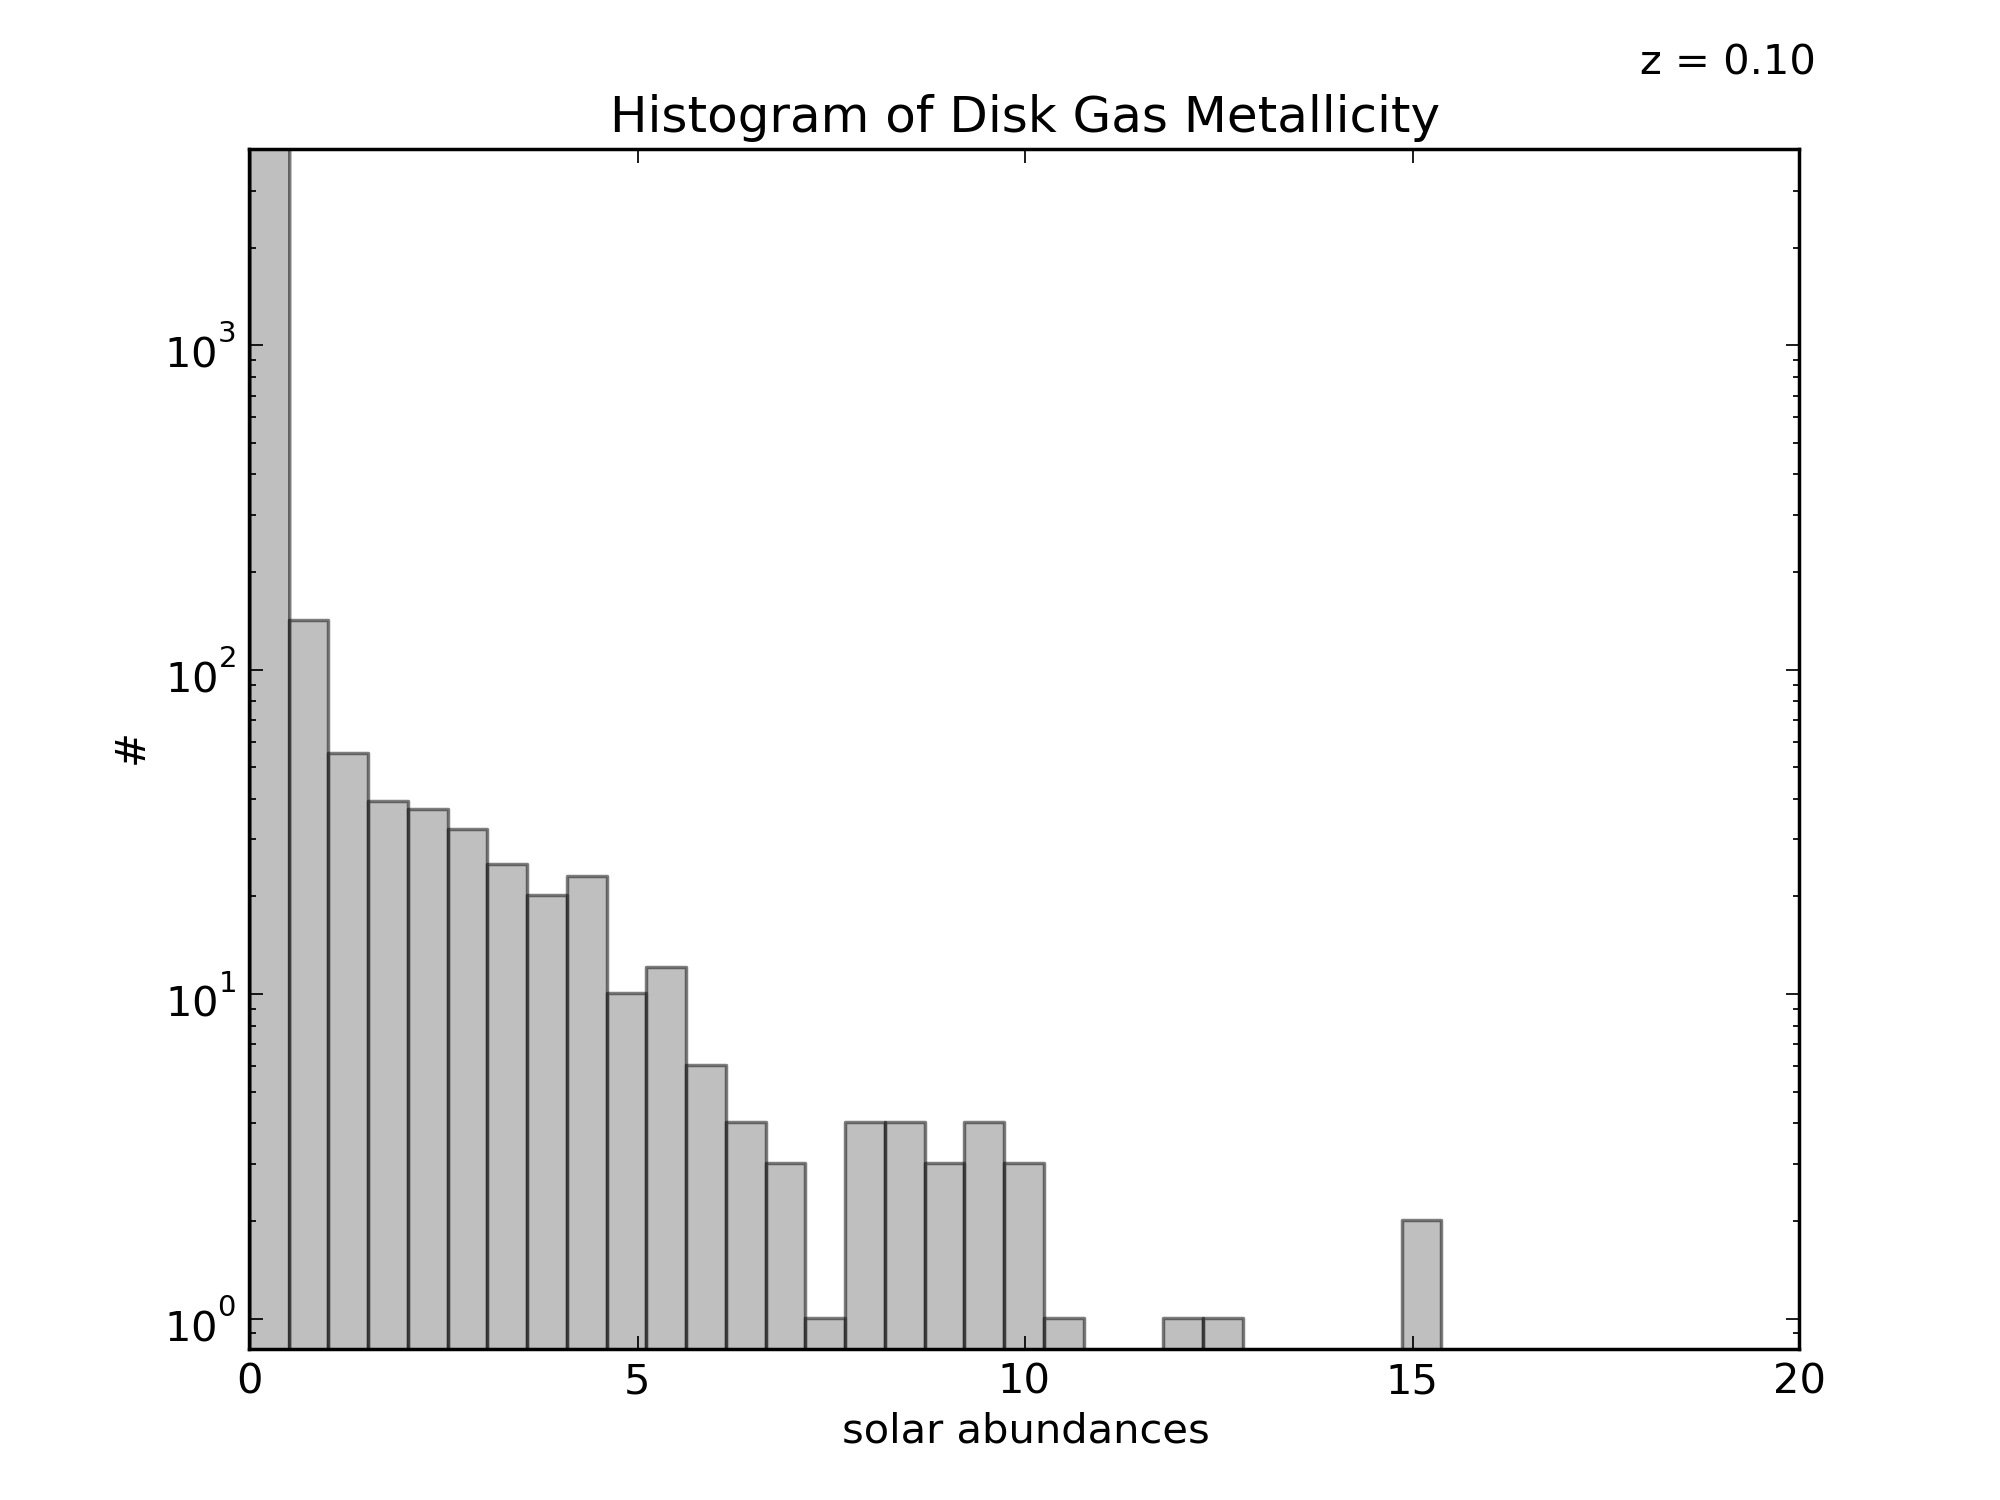 z = 0.10
Histogram of Disk Gas Metallicity
10³
10²
#
10¹
10⁰
0 5 10 15 20
solar abundances